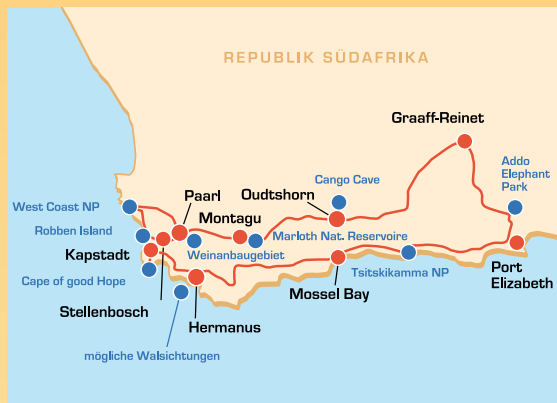 REPUBLIK SÜDAFRIKA
Graaff-Reinet
Addo
Elephant
Park
Cango Cave
Paarl
Oudtshorn
West Coast NP
Montagu
Robben Island
Marloth Nat. Reservoire
Kapstadt
Weinanbaugebiet
Tsitskikamma NP
Port
Elizabeth
Cape of good Hope
Mossel Bay
Stellenbosch
Hermanus
mögliche Walsichtungen